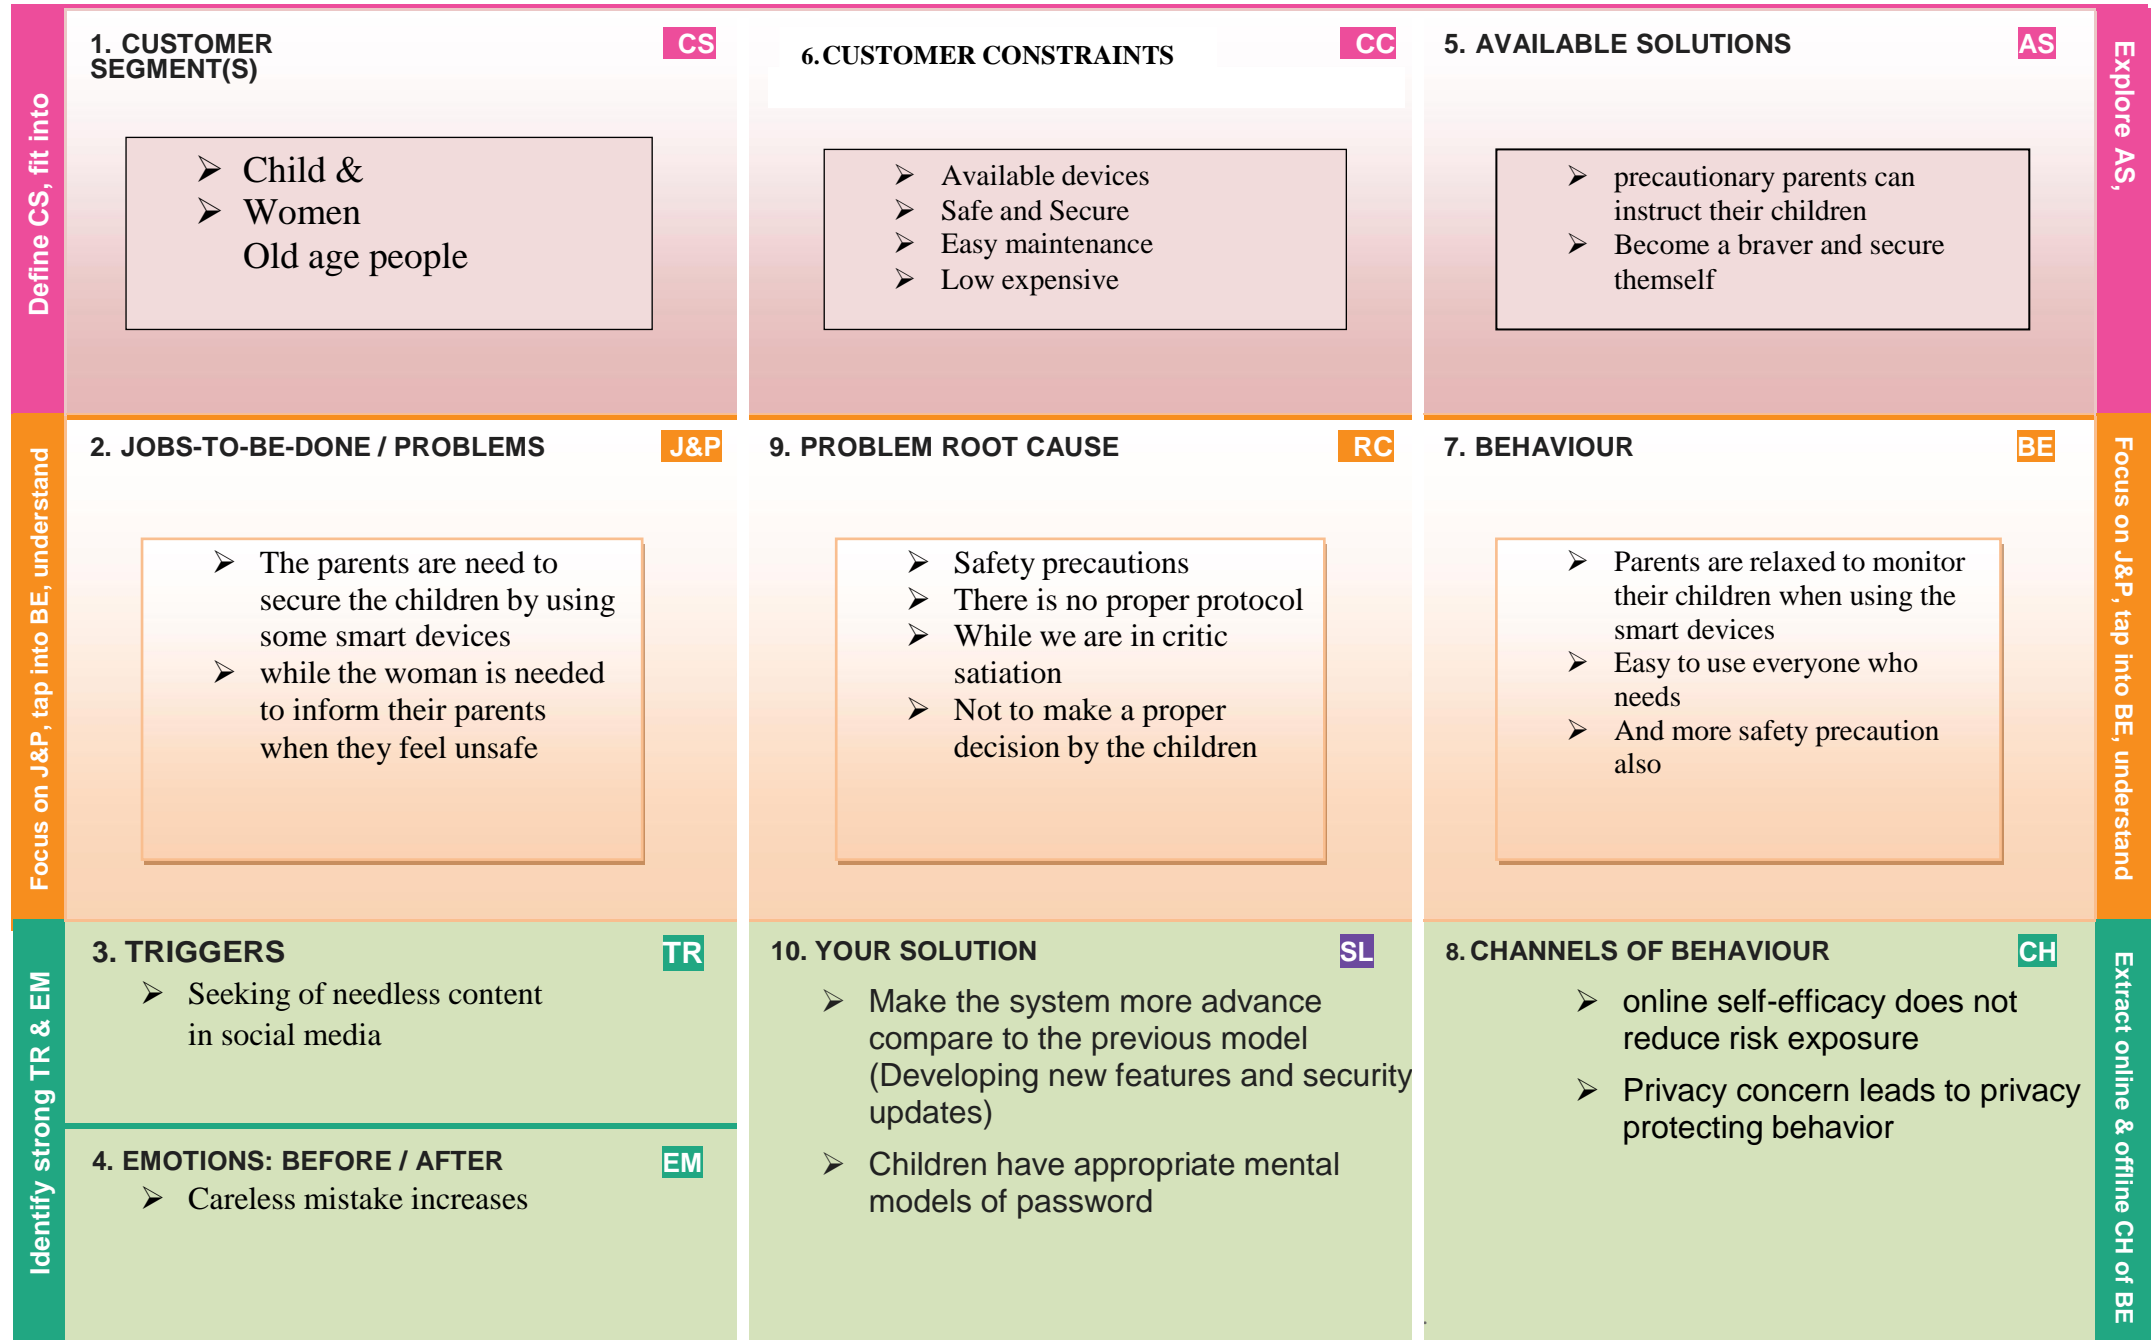 Define CS, fit into
1. CUSTOMER
SEGMENT(S)
CS
➢ Child &
➢ Women
Old age people
6. CUSTOMER CONSTRAINTS
CC
➢ Available devices
➢ Safe and Secure
➢ Easy maintenance
➢ Low expensive
5. AVAILABLE SOLUTIONS
AS
➢ precautionary parents can
instruct their children
➢ Become a braver and secure
themself
Explore AS,
Focus on J&P, tap into BE, understand
2. JOBS-TO-BE-DONE / PROBLEMS
J&P
➢ The parents are need to
secure the children by using
some smart devices
➢ while the woman is needed
to inform their parents
when they feel unsafe
9. PROBLEM ROOT CAUSE
RC
➢ Safety precautions
➢ There is no proper protocol
➢ While we are in critic
satiation
➢ Not to make a proper
decision by the children
7. BEHAVIOUR
BE
➢ Parents are relaxed to monitor
their children when using the
smart devices
➢ Easy to use everyone who
needs
➢ And more safety precaution
also
Focus on J&P, tap into BE, understand
Identify strong TR & EM
3. TRIGGERS
TR
➢ Seeking of needless content
in social media
4. EMOTIONS: BEFORE / AFTER
EM
➢ Careless mistake increases
10. YOUR SOLUTION
SL
➢ Make the system more advance
compare to the previous model
(Developing new features and security
updates)
➢ Children have appropriate mental
models of password
8. CHANNELS OF BEHAVIOUR
CH
➢ online self-efficacy does not
reduce risk exposure
➢ Privacy concern leads to privacy
protecting behavior
Extract online & offline CH of BE